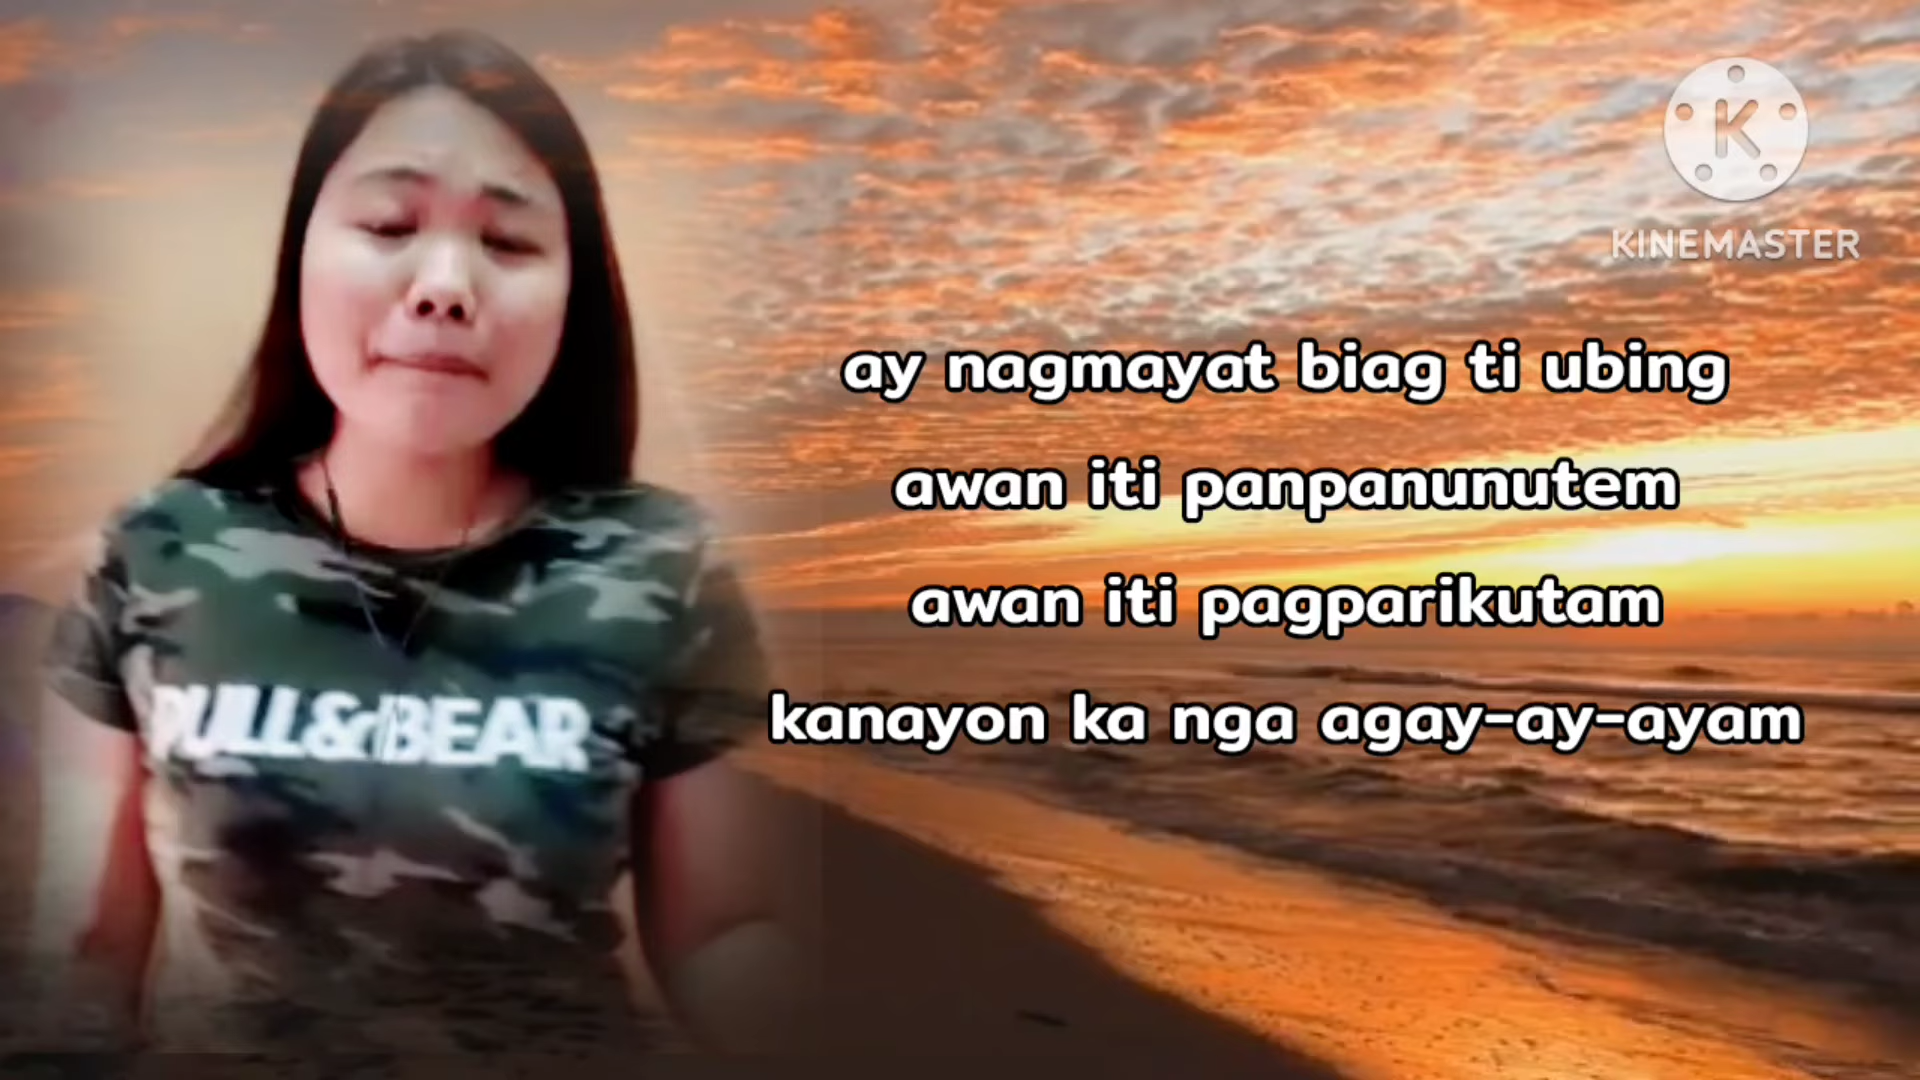 KINEMASTER
ay nagmayat biag ti ubing
awan iti panpanunutem
awan iti pagparikutam
kanayon ka nga agay-ay-ayam
PULL&BEAR